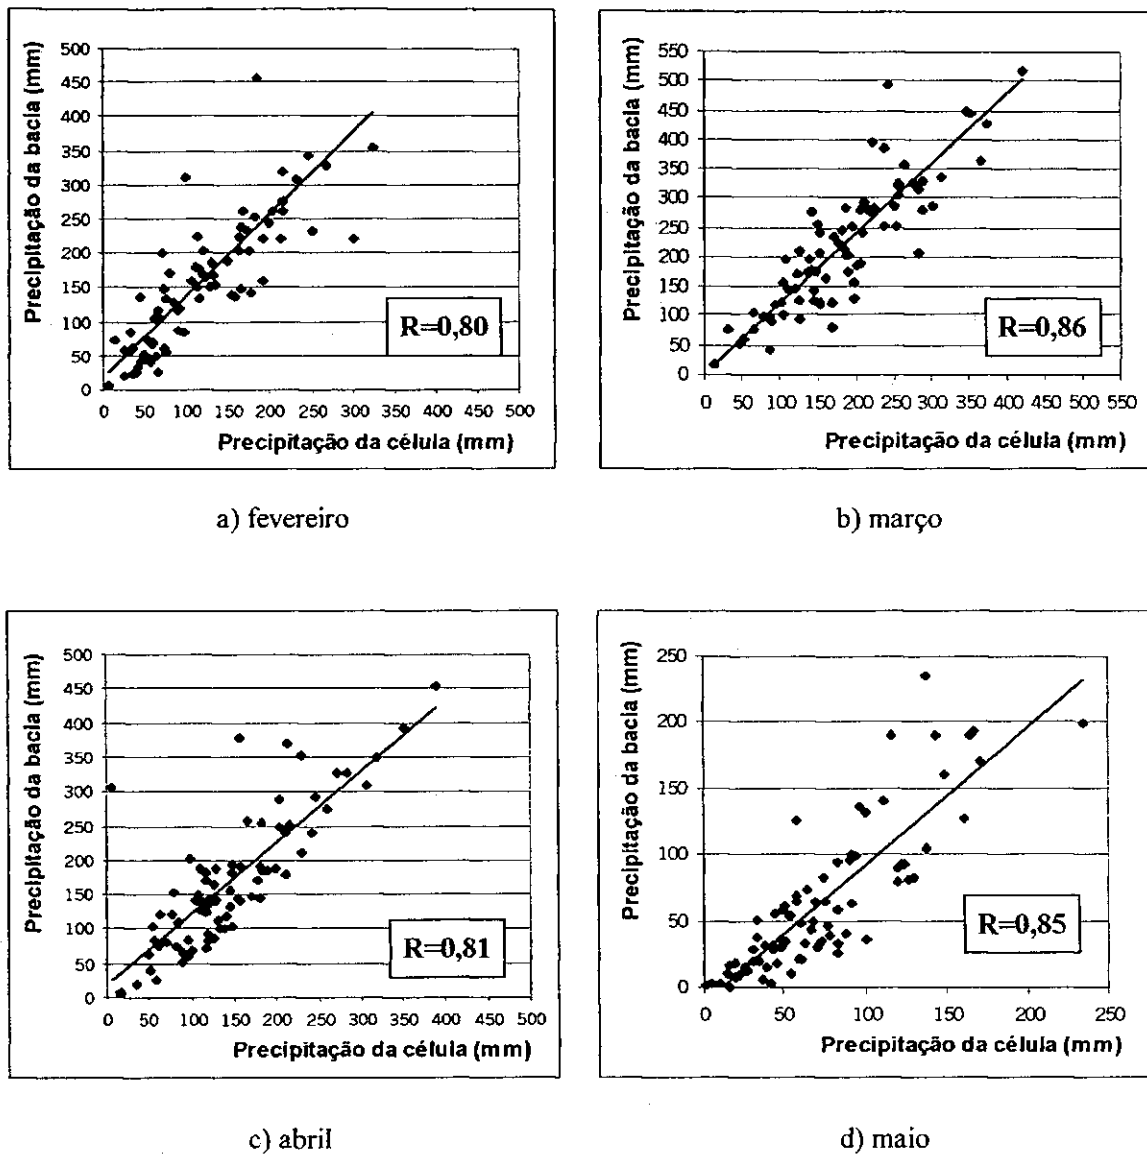 Precipitação da bacia (mm)
500
450
400
350
300
250
200
150
100
50
0
R=0,80
0 50 100 150 200 250 300 350 400 450 500
Precipitação da célula (mm)
a) fevereiro
Precipitação da bacia (mm)
550
500
450
400
350
300
250
200
150
100
50
0
R=0,86
0 50 100 150 200 250 300 350 400 450 500 550
Precipitação da célula (mm)
b) março
Precipitação da bacia (mm)
500
450
400
350
300
250
200
150
100
50
0
R=0,81
0 50 100 150 200 250 300 350 400 450 500
Precipitação da célula (mm)
c) abril
Precipitação da bacia (mm)
250
200
150
100
50
0
R=0,85
0 50 100 150 200 250
Precipitação da célula (mm)
d) maio